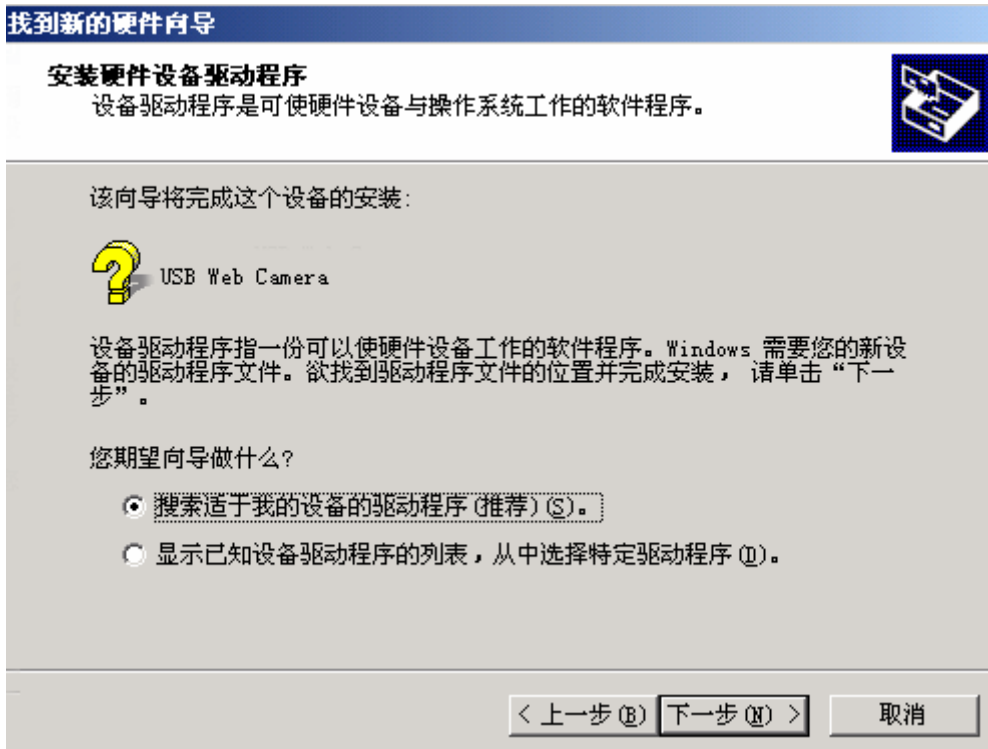 找到新的硬件向导
安装硬件设备驱动程序
设备驱动程序是可使硬件设备与操作系统工作的软件程序。
该向导将完成这个设备的安装:
USB Web Camera
设备驱动程序指一份可以使硬件设备工作的软件程序。Windows 需要您的新设
备的驱动程序文件。欲找到驱动程序文件的位置并完成安装，请单击“下一
步”。
您期望向导做什么?
搜索适于我的设备的驱动程序(推荐)(S)。
显示已知设备驱动程序的列表，从中选择特定驱动程序(D)。
< 上一步(B) 下一步(N) > 取消